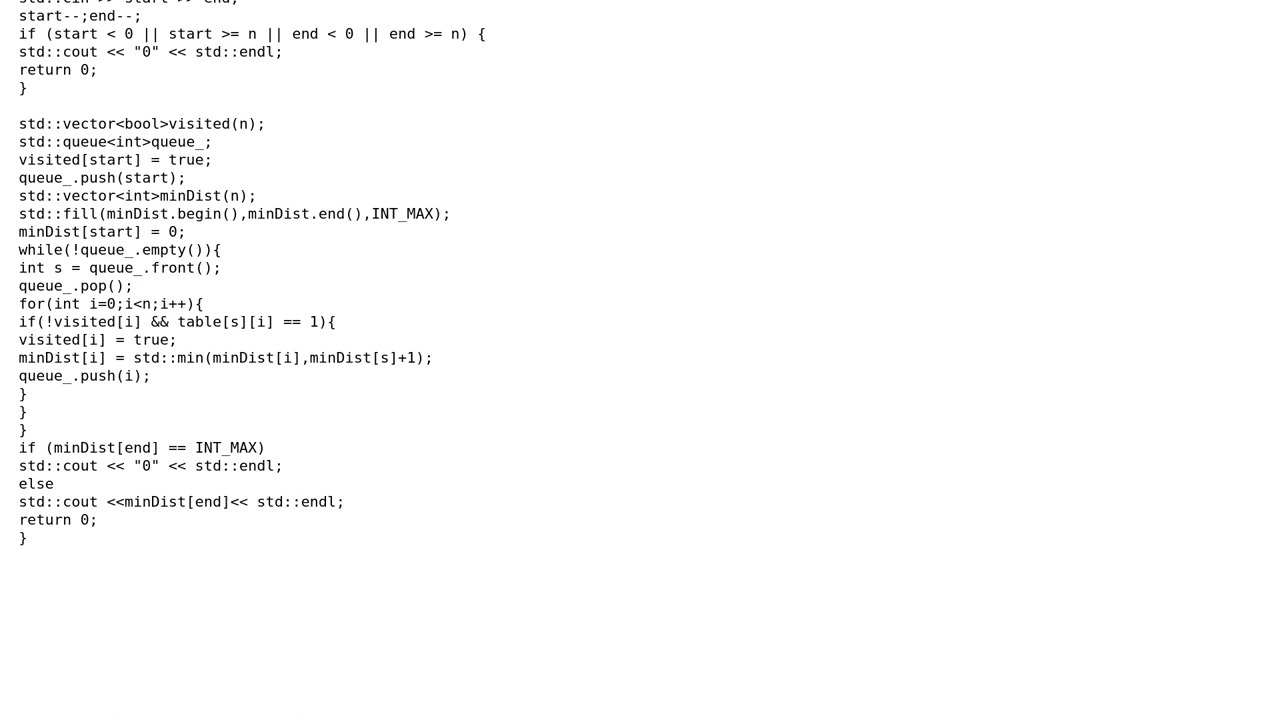 start--;end--;
if (start < 0 || start >= n || end < 0 || end >= n) {
std::cout << "0" << std::endl;
return 0;
}

std::vector<bool>visited(n);
std::queue<int>queue_;
visited[start] = true;
queue_.push(start);
std::vector<int>minDist(n);
std::fill(minDist.begin(),minDist.end(),INT_MAX);
minDist[start] = 0;
while(!queue_.empty()){
int s = queue_.front();
queue_.pop();
for(int i=0;i<n;i++){
if(!visited[i] && table[s][i] == 1){
visited[i] = true;
minDist[i] = std::min(minDist[i],minDist[s]+1);
queue_.push(i);
}
}
}
if (minDist[end] == INT_MAX)
std::cout << "0" << std::endl;
else
std::cout <<minDist[end]<< std::endl;
return 0;
}